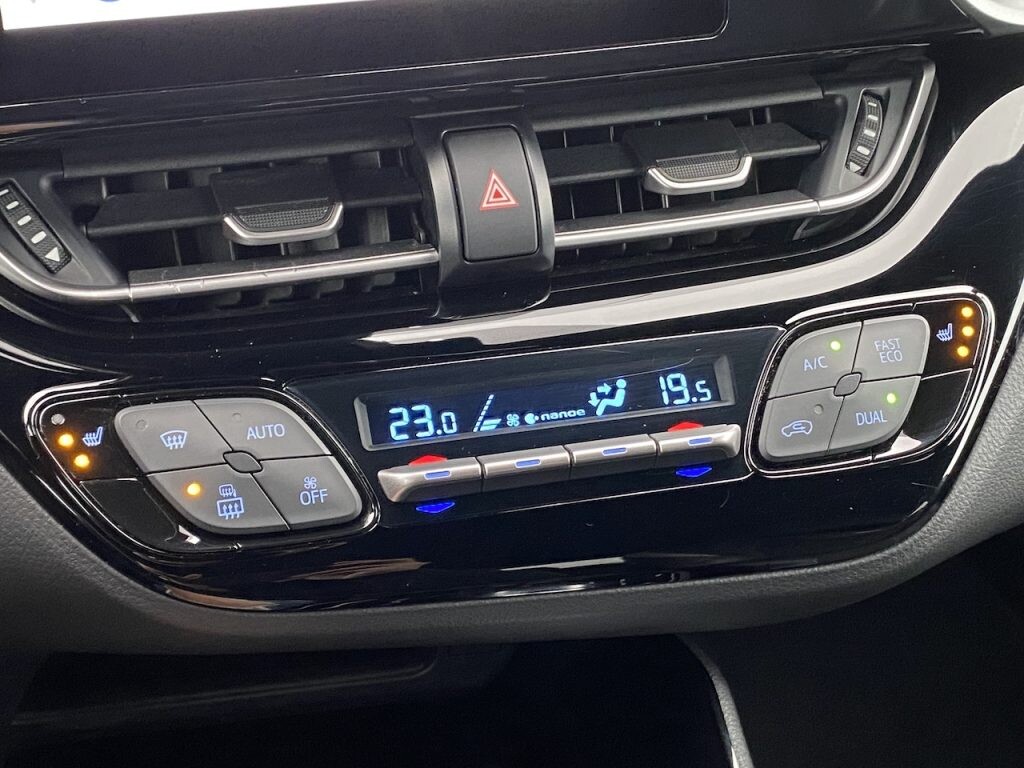 23.0
nanoe
19.5
A/C
FAST
ECO
AUTO
OFF
DUAL